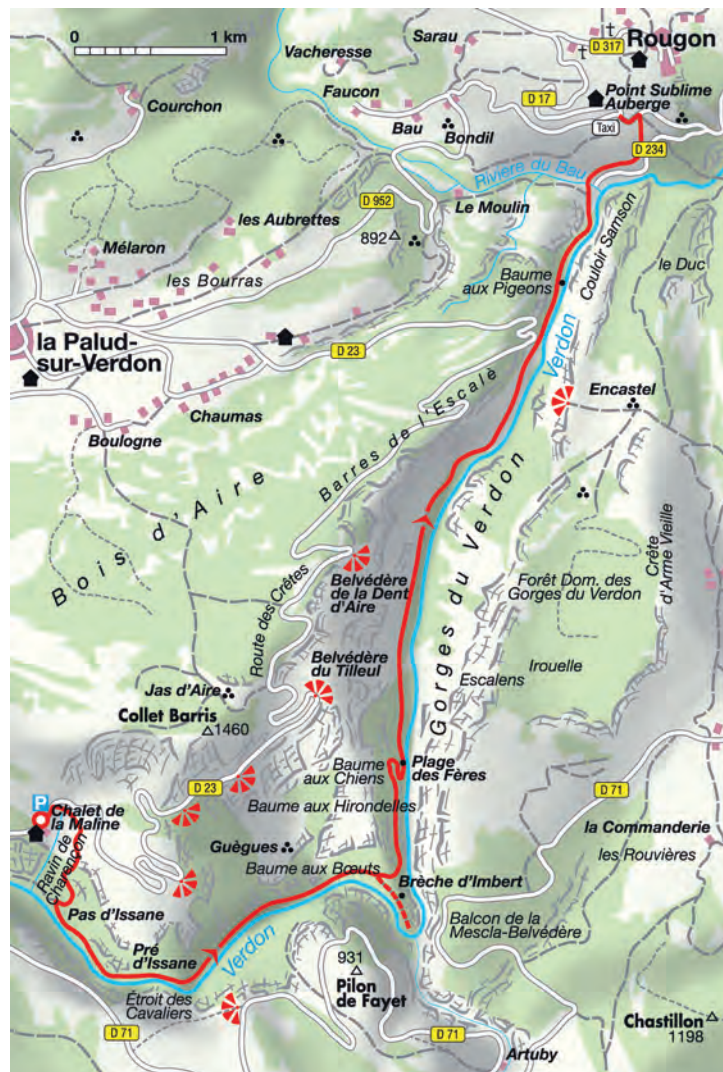 0 1 km
Sarau
D 317
Rougon
Vacheresse
Faucon
Point Sublime
Auberge
Courchon
D 17
Bau
Bondil
Taxi
D 234
Rivière du Bau
D 952
Le Moulin
les Aubrettes
892
Couloir Samson
Mélaron
le Duc
les Bourras
Baume
aux Pigeons
la Palud-
sur-Verdon
D 23
Verdon
Encastel
Chaumas
Boulogne
Barres de l'Escalè
Bois d'Aire
Gorges du Verdon
Crête
d'Arme Vieille
Belvédère
de la Dent
d'Aire
Forêt Dom. des
Gorges du Verdon
Route des Crêtes
Belvédère
du Tilleul
Irouelle
Escalens
Jas d'Aire
Collet Barris
1460
Baume
aux Chiens
Plage
des Fères
D 71
D 23
P
Baume aux Hirondelles
Chalet de
la Maline
la Commanderie
Guègues
les Rouvières
Ravin de
Charençon
Baume aux Bœufs
Brèche d'Imbert
Pas d'Issane
Balcon de la
Mescla-Belvédère
Pré
d'Issane
Verdon
931
Pilon
de Fayet
Étroit des
Cavaliers
Chastillon
1198
D 71
D 71
Artuby